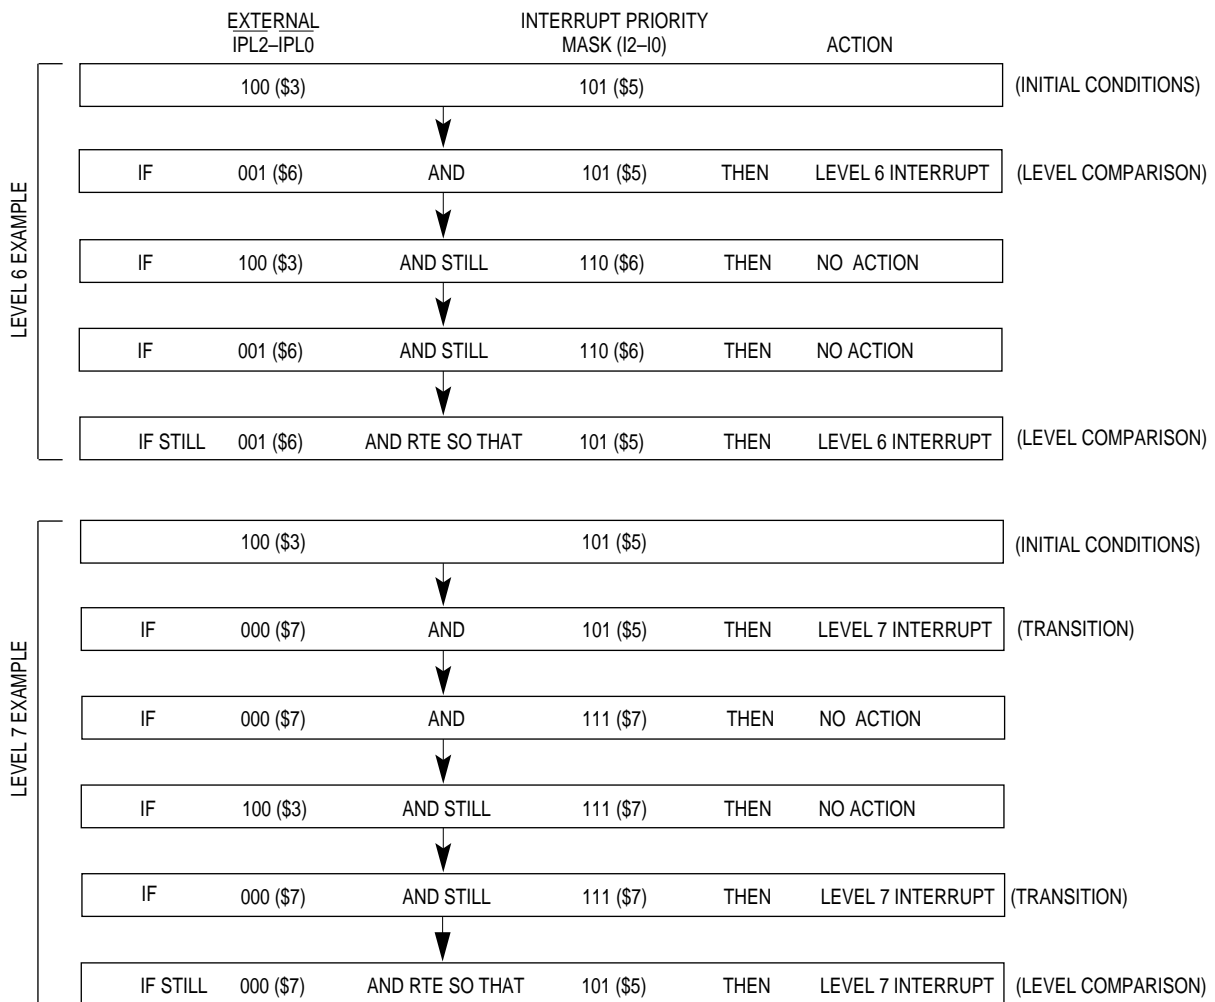 EXTERNAL INTERRUPT PRIORITY
IPL2–IPL0 MASK (I2–I0) ACTION
LEVEL 6 EXAMPLE
100 ($3) 101 ($5) (INITIAL CONDITIONS)
IF 001 ($6) AND 101 ($5) THEN LEVEL 6 INTERRUPT (LEVEL COMPARISON)
IF 100 ($3) AND STILL 110 ($6) THEN NO ACTION
IF 001 ($6) AND STILL 110 ($6) THEN NO ACTION
IF STILL 001 ($6) AND RTE SO THAT 101 ($5) THEN LEVEL 6 INTERRUPT (LEVEL COMPARISON)
LEVEL 7 EXAMPLE
100 ($3) 101 ($5) (INITIAL CONDITIONS)
IF 000 ($7) AND 101 ($5) THEN LEVEL 7 INTERRUPT (TRANSITION)
IF 000 ($7) AND 111 ($7) THEN NO ACTION
IF 100 ($3) AND STILL 111 ($7) THEN NO ACTION
IF 000 ($7) AND STILL 111 ($7) THEN LEVEL 7 INTERRUPT (TRANSITION)
IF STILL 000 ($7) AND RTE SO THAT 101 ($5) THEN LEVEL 7 INTERRUPT (LEVEL COMPARISON)